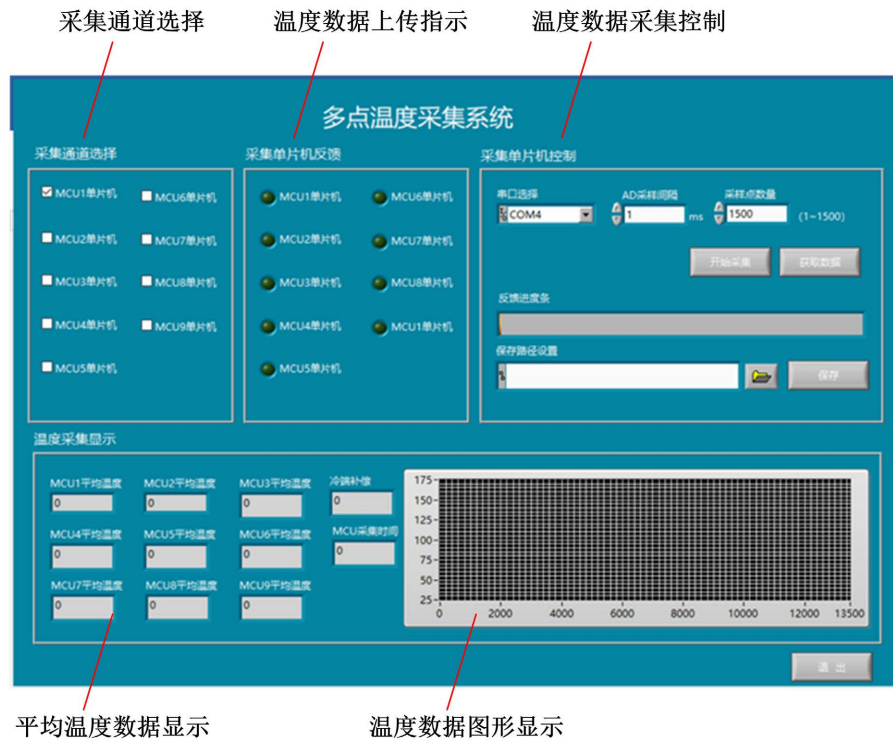 采集通道选择 温度数据上传指示 温度数据采集控制
多点温度采集系统
采集通道选择
MCU1单片机 MCU6单片机
MCU2单片机 MCU7单片机
MCU3单片机 MCU8单片机
MCU4单片机 MCU9单片机
MCU5单片机
采集单片机反馈
MCU1单片机 MCU6单片机
MCU2单片机 MCU7单片机
MCU3单片机 MCU8单片机
MCU4单片机 MCU1单片机
MCU5单片机
采集单片机控制
串口选择 AD采样间隔 采样点数量
COM4 1 ms 1500 (1~1500)
开始采集 获取数据
反馈进度条
保存路径设置
保存
温度采集显示
MCU1平均温度 MCU2平均温度 MCU3平均温度 冷端补偿
0 0 0 0
MCU4平均温度 MCU5平均温度 MCU6平均温度 MCU采集时间
0 0 0 0
MCU7平均温度 MCU8平均温度 MCU9平均温度
0 0 0
175
150
125
100
75
50
25
0 2000 4000 6000 8000 10000 12000 13500
退出
平均温度数据显示 温度数据图形显示